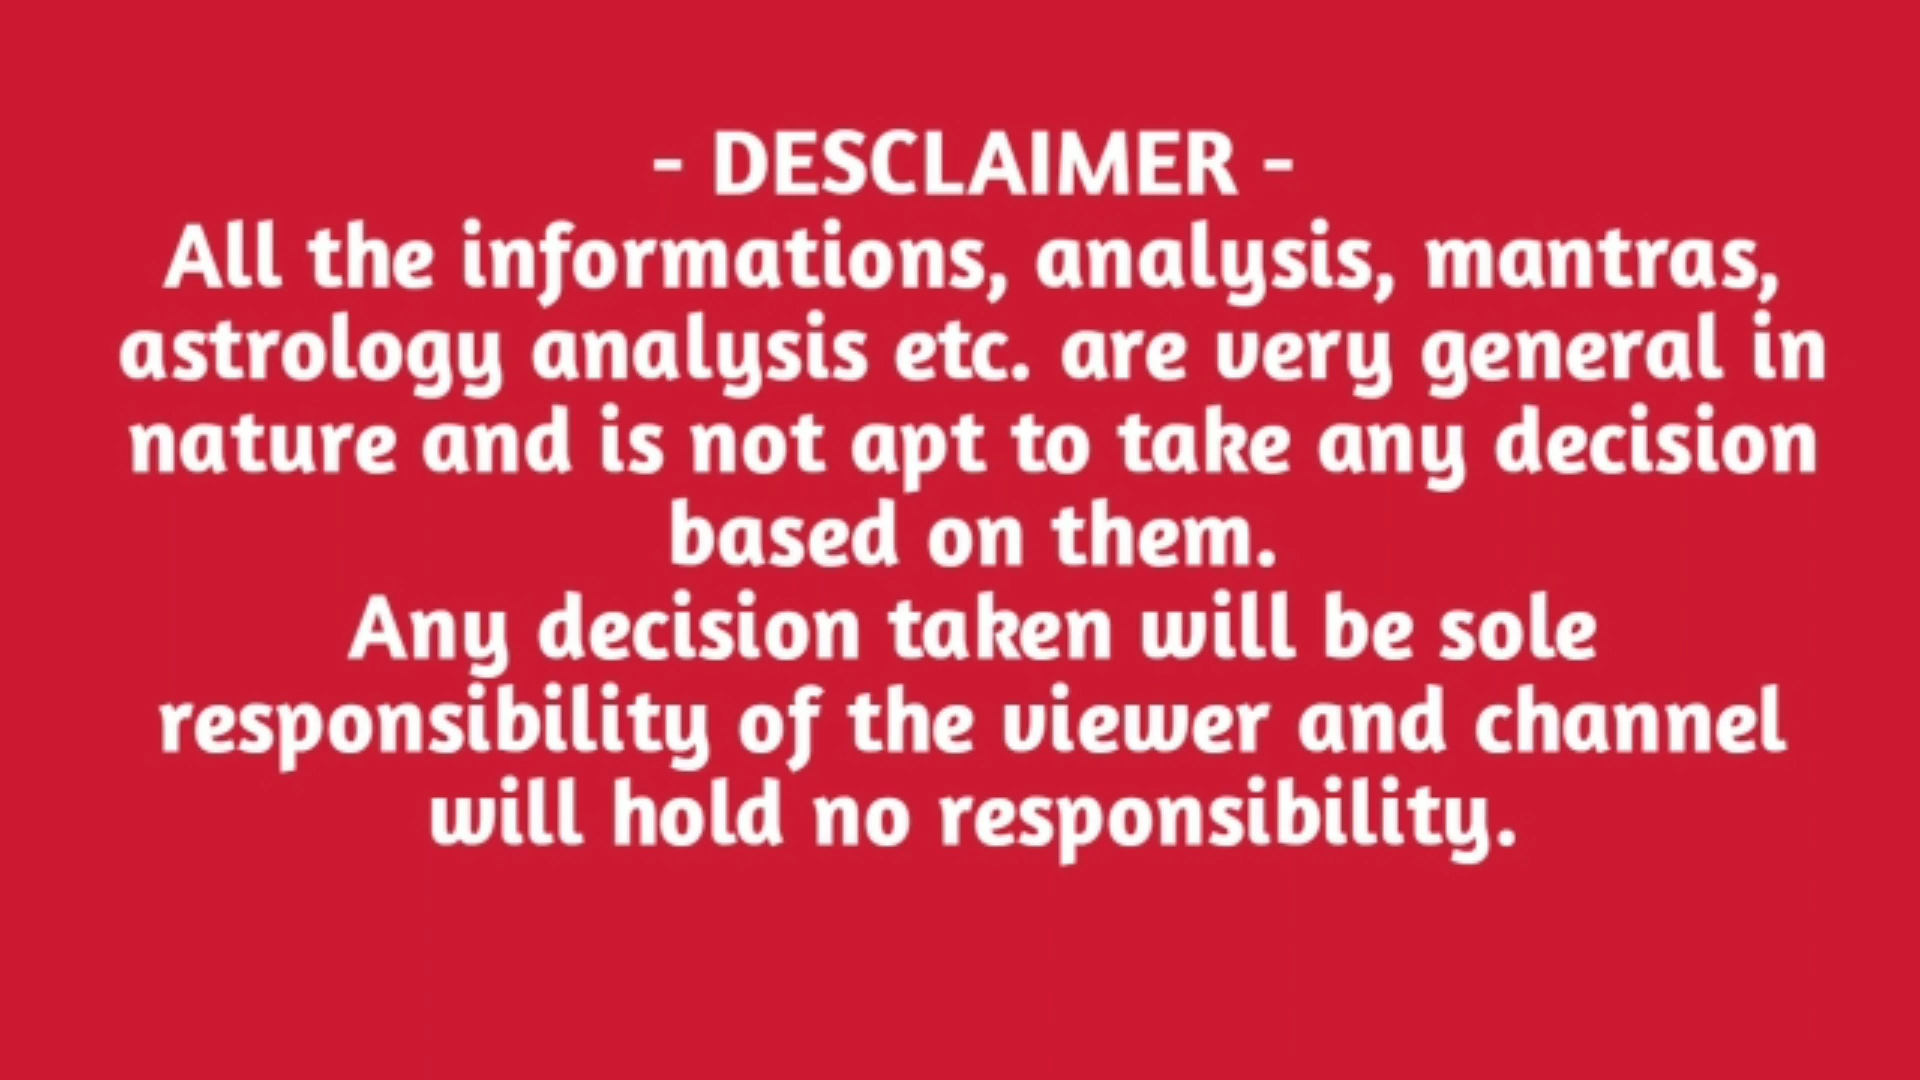 - DESCLAIMER -
All the informations, analysis, mantras,
astrology analysis etc. are very general in
nature and is not apt to take any decision
based on them.
Any decision taken will be sole
responsibility of the viewer and channel
will hold no responsibility.